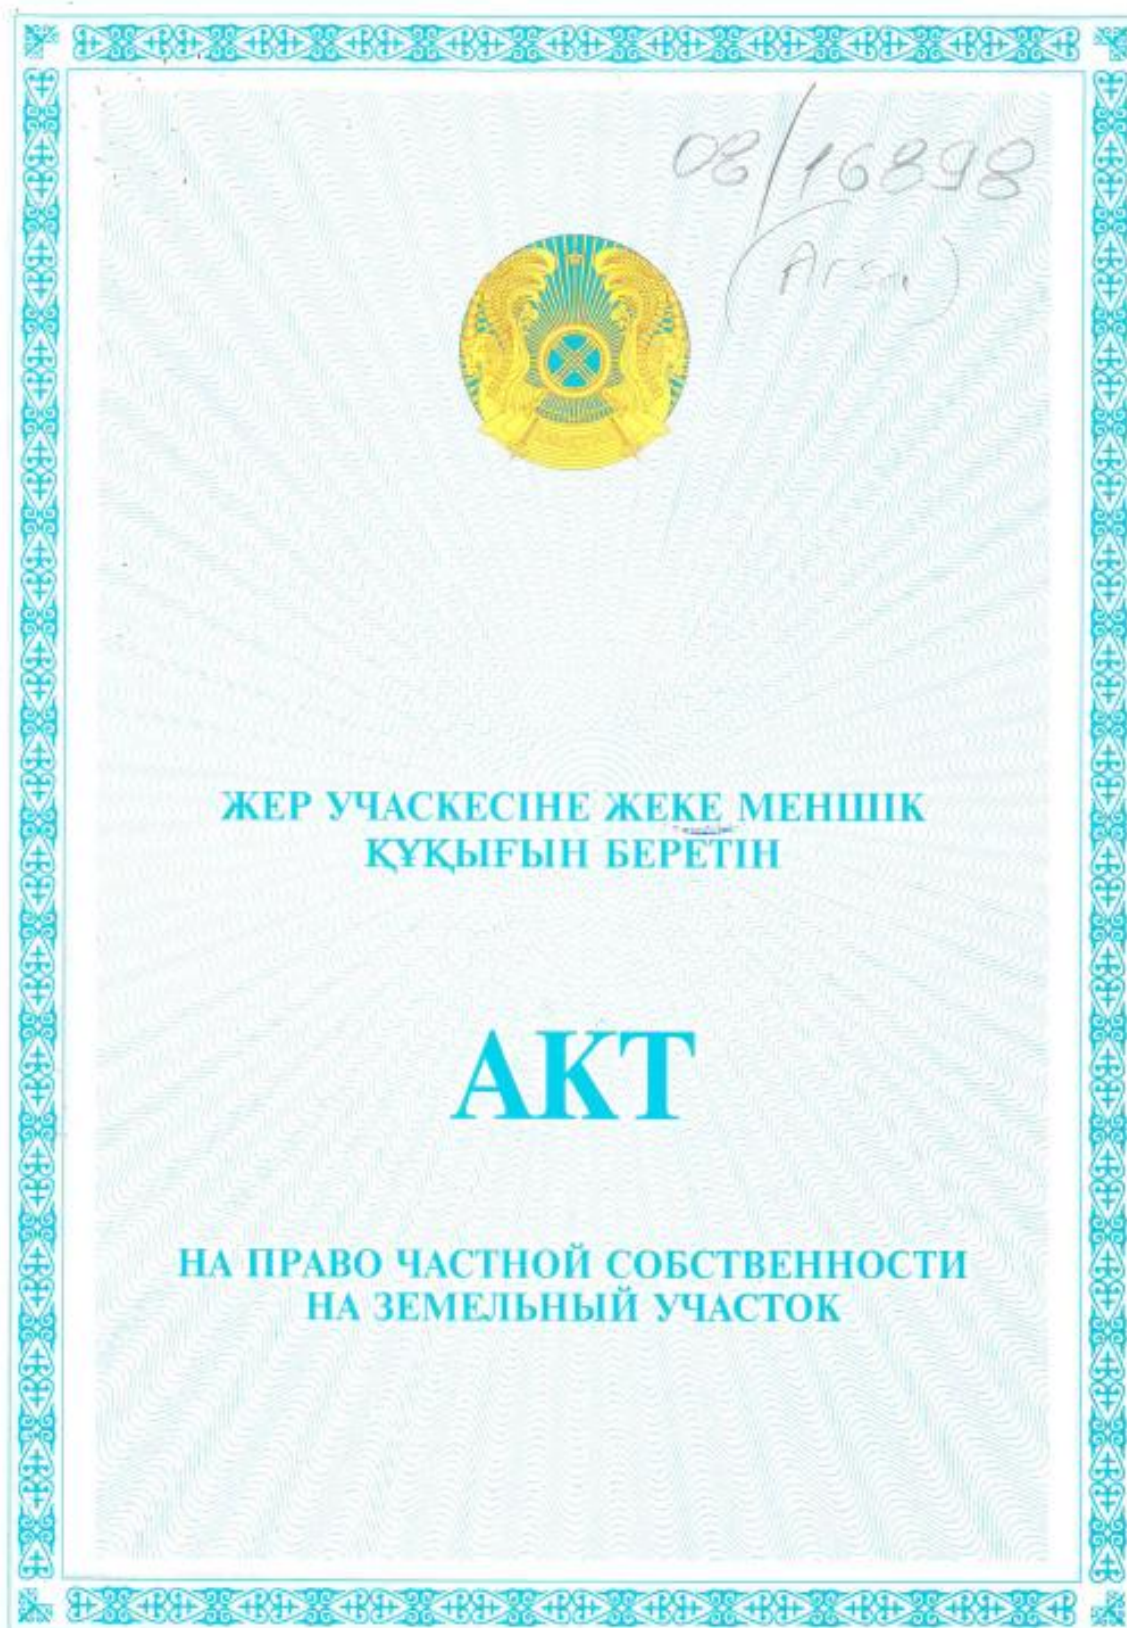 08/16898
ЖЕР УЧАСКЕСІНЕ ЖЕКЕ МЕНШІК
ҚҰҚЫҒЫН БЕРЕТІН
АКТ
НА ПРАВО ЧАСТНОЙ СОБСТВЕННОСТИ
НА ЗЕМЕЛЬНЫЙ УЧАСТОК